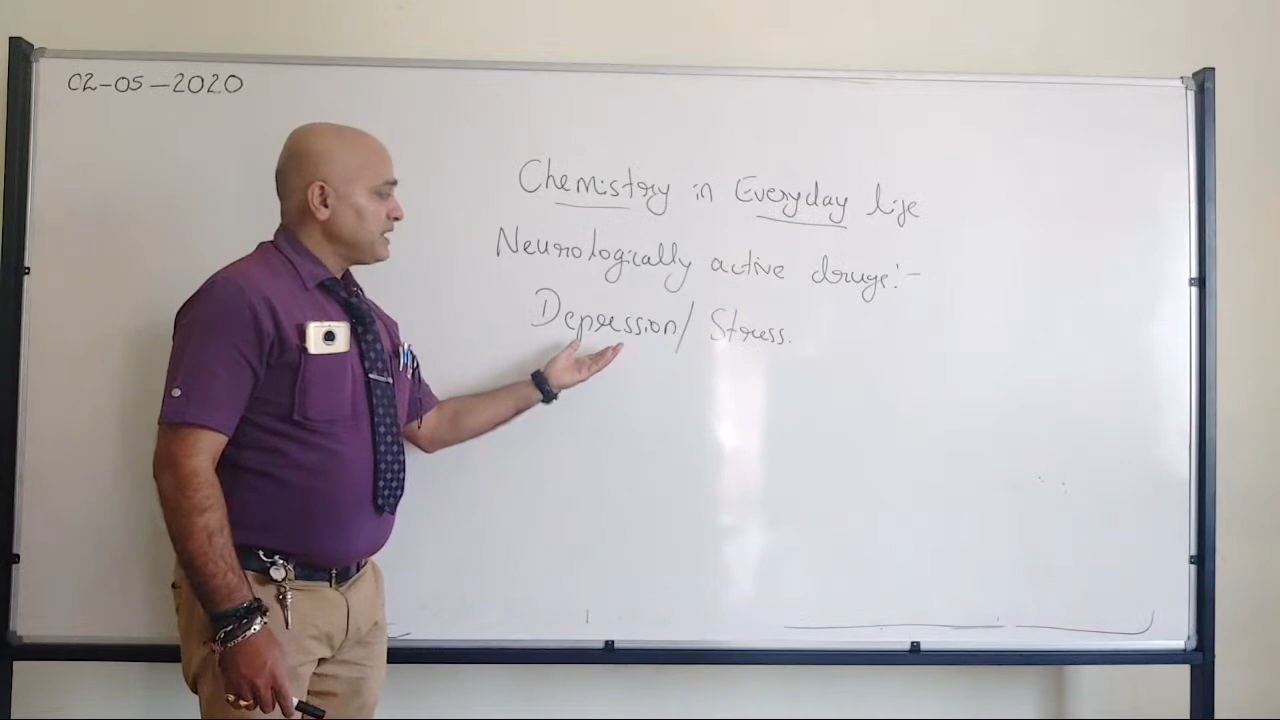 02-05-2020
Chemistry in Everyday life
Neurologically active drugs:-
Depression/ Stress.